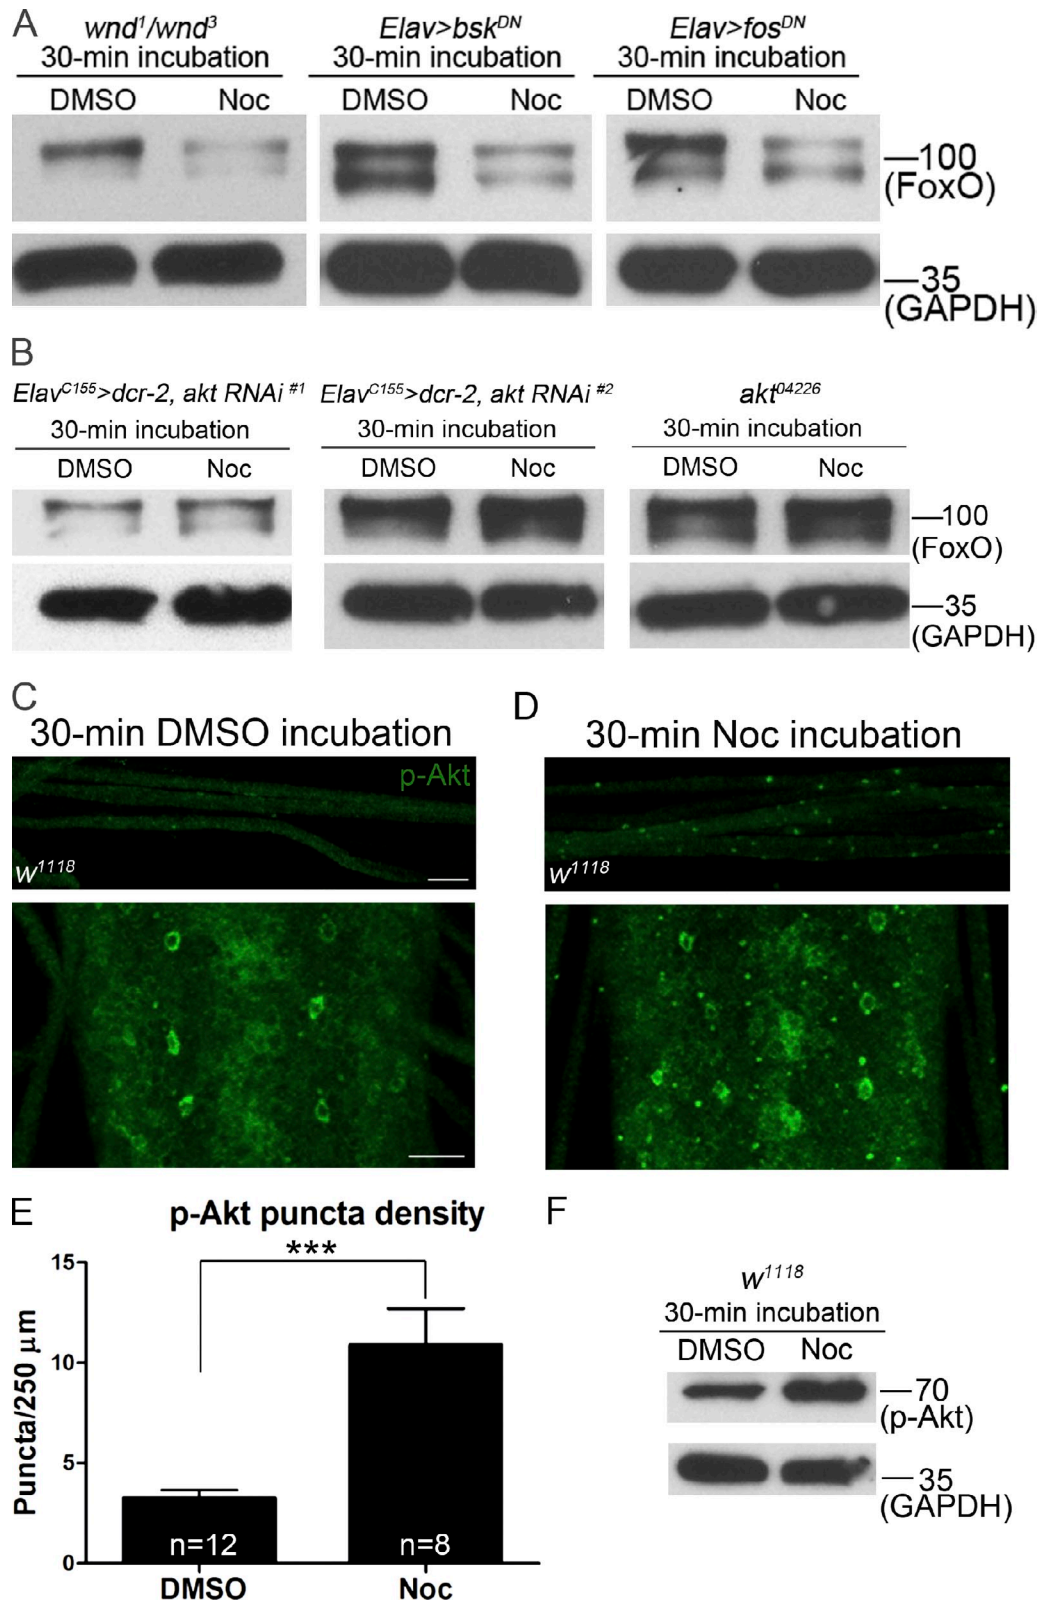 A
wnd¹/wnd³ Elav>bskᴰᴺ Elav>fosᴰᴺ
30-min incubation 30-min incubation 30-min incubation
DMSO Noc DMSO Noc DMSO Noc
—100
(FoxO)
—35
(GAPDH)
B
Elavᶜ¹⁵⁵>dcr-2, akt RNAi #1 Elavᶜ¹⁵⁵>dcr-2, akt RNAi #2 akt⁰⁴²²⁶
30-min incubation 30-min incubation 30-min incubation
DMSO Noc DMSO Noc DMSO Noc
—100
(FoxO)
—35
(GAPDH)
C
30-min DMSO incubation
p-Akt
w¹¹¹⁸
D
30-min Noc incubation
w¹¹¹⁸
E
p-Akt puncta density
***
Puncta/250 µm
15
10
5
0
n=12 n=8
DMSO Noc
F
w¹¹¹⁸
30-min incubation
DMSO Noc
—70
(p-Akt)
—35
(GAPDH)